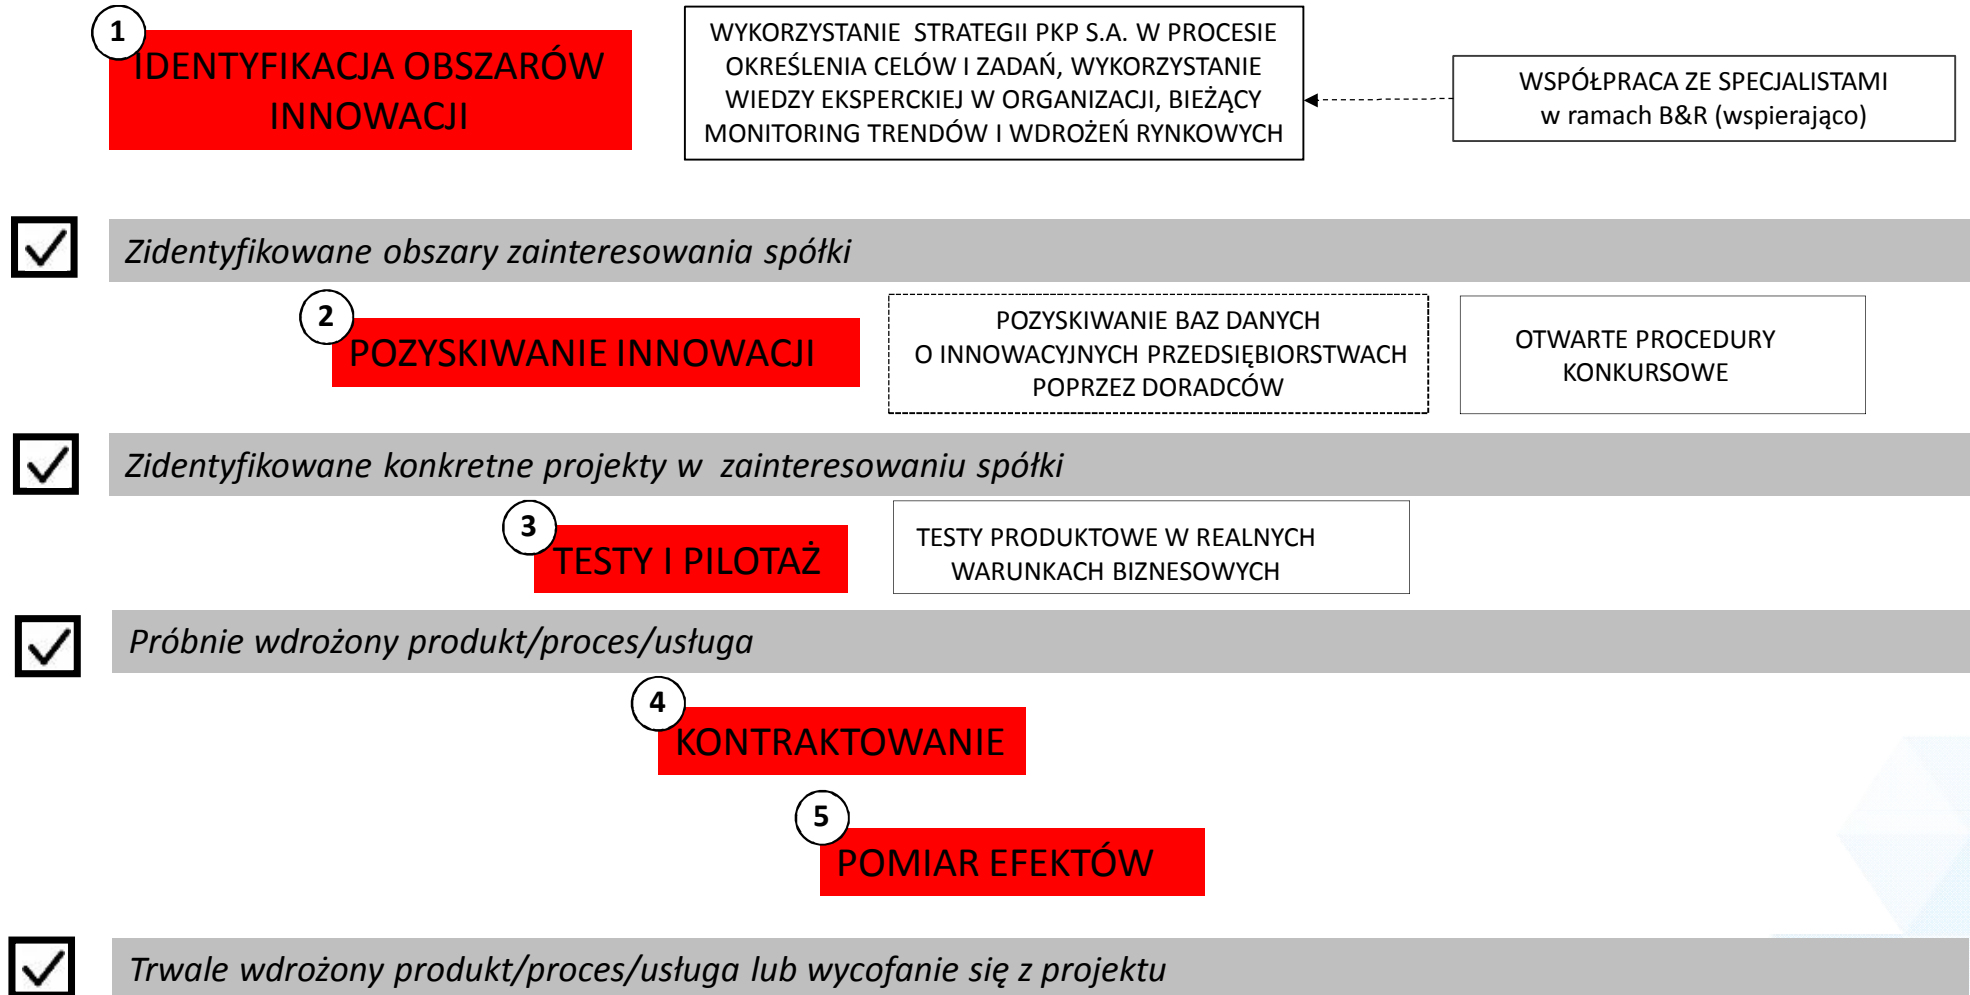 1
IDENTYFIKACJA OBSZARÓW
INNOWACJI
WYKORZYSTANIE STRATEGII PKP S.A. W PROCESIE
OKREŚLENIA CELÓW I ZADAŃ, WYKORZYSTANIE
WIEDZY EKSPERCKIEJ W ORGANIZACJI, BIEŻĄCY
MONITORING TRENDÓW I WDROŻEŃ RYNKOWYCH
WSPÓŁPRACA ZE SPECJALISTAMI
w ramach B&R (wspierająco)
Zidentyfikowane obszary zainteresowania spółki
2
POZYSKIWANIE INNOWACJI
POZYSKIWANIE BAZ DANYCH
O INNOWACYJNYCH PRZEDSIĘBIORSTWACH
POPRZEZ DORADCÓW
OTWARTE PROCEDURY
KONKURSOWE
Zidentyfikowane konkretne projekty w zainteresowaniu spółki
3
TESTY I PILOTAŻ
TESTY PRODUKTOWE W REALNYCH
WARUNKACH BIZNESOWYCH
Próbnie wdrożony produkt/proces/usługa
4
KONTRAKTOWANIE
5
POMIAR EFEKTÓW
Trwale wdrożony produkt/proces/usługa lub wycofanie się z projektu